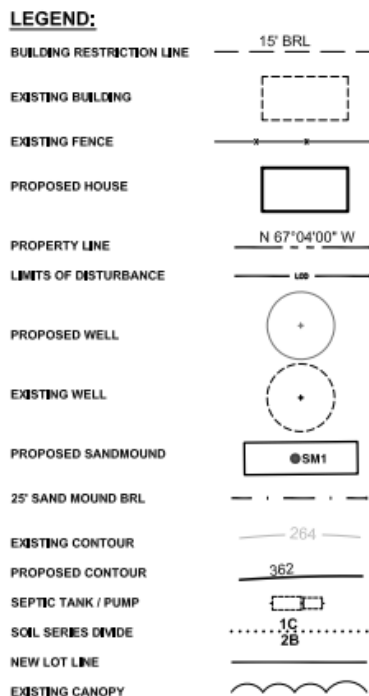 LEGEND:
BUILDING RESTRICTION LINE 15' BRL
EXISTING BUILDING
EXISTING FENCE x x
PROPOSED HOUSE
PROPERTY LINE N 67°04'00" W
LIMITS OF DISTURBANCE LOD
PROPOSED WELL
EXISTING WELL
PROPOSED SANDMOUND SM1
25' SAND MOUND BRL
EXISTING CONTOUR 264
PROPOSED CONTOUR 362
SEPTIC TANK / PUMP
SOIL SERIES DIVIDE 1C
2B
NEW LOT LINE
EXISTING CANOPY